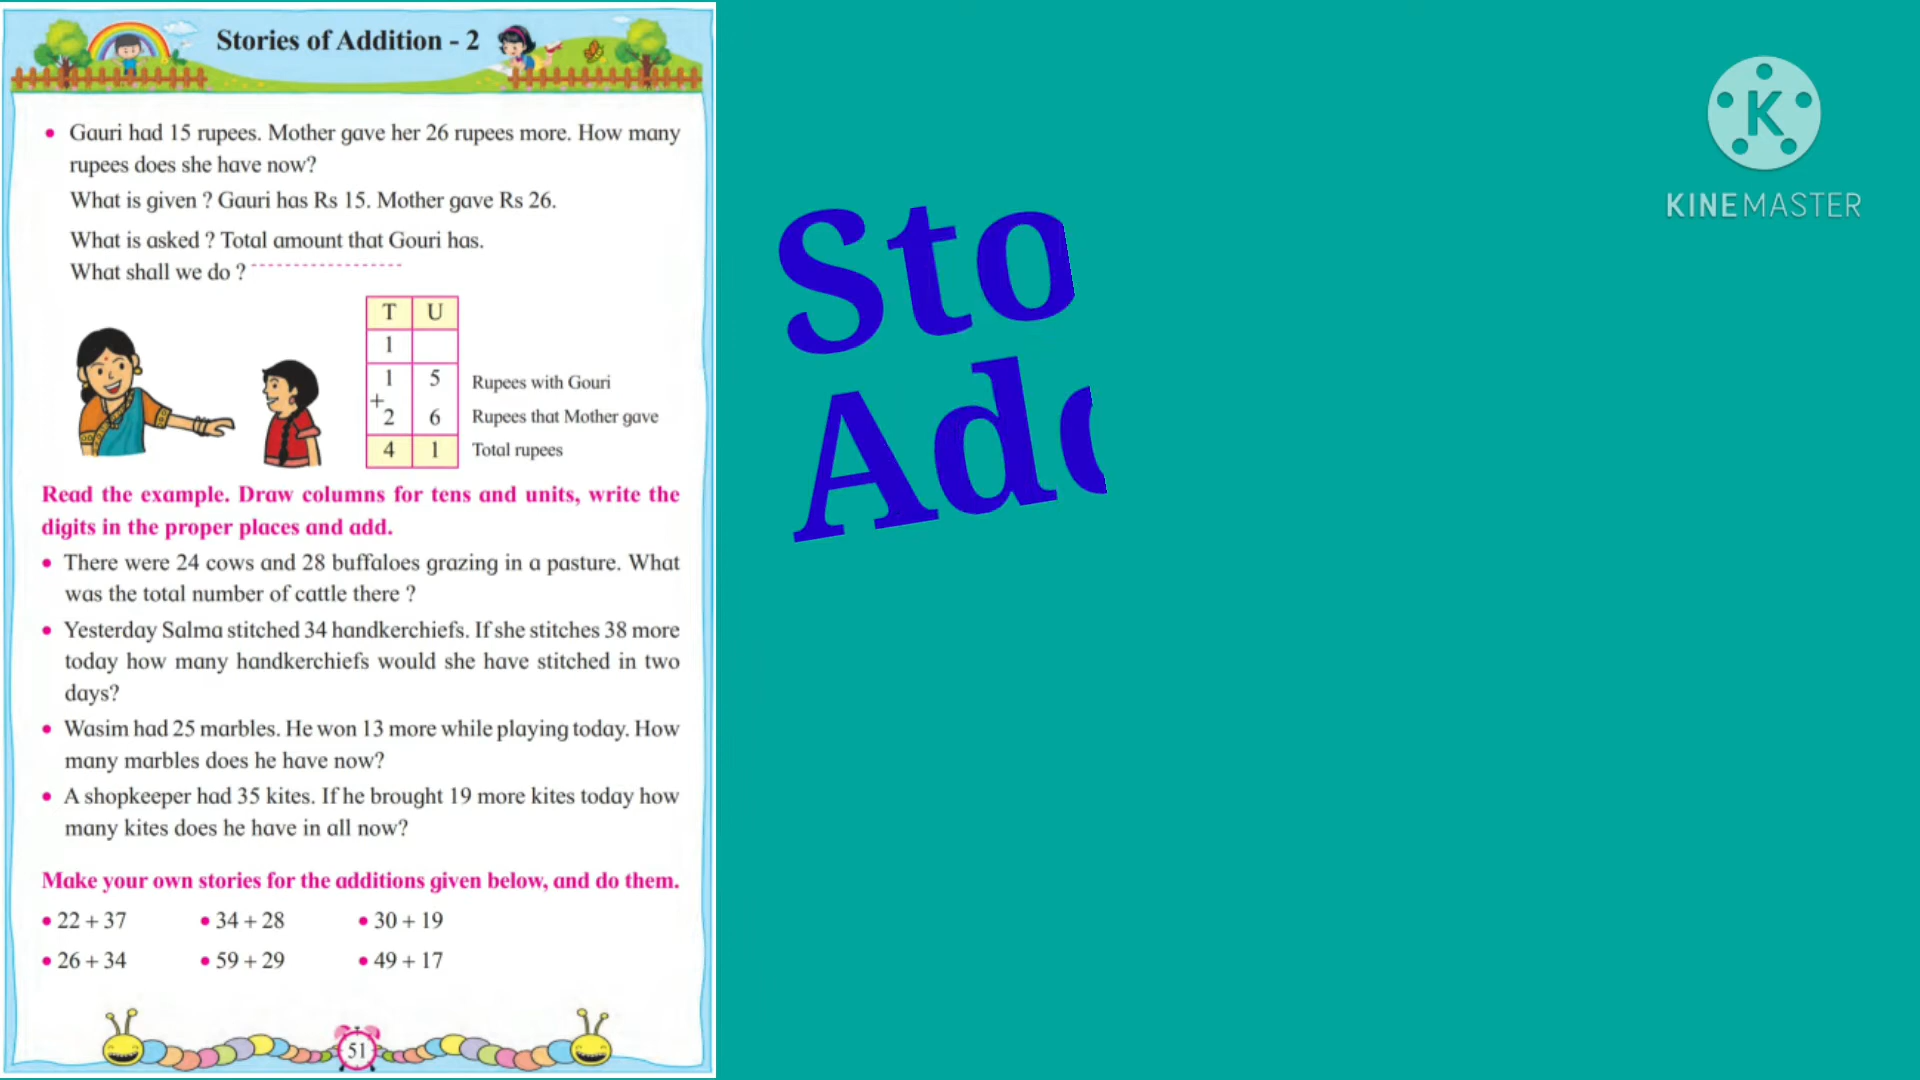 Stories of Addition - 2
• Gauri had 15 rupees. Mother gave her 26 rupees more. How many
rupees does she have now?
What is given ? Gauri has Rs 15. Mother gave Rs 26.
What is asked ? Total amount that Gouri has.
What shall we do ? ------------------
T U
1
1 5 Rupees with Gouri
+
2 6 Rupees that Mother gave
4 1 Total rupees
Read the example. Draw columns for tens and units, write the
digits in the proper places and add.
• There were 24 cows and 28 buffaloes grazing in a pasture. What
was the total number of cattle there ?
• Yesterday Salma stitched 34 handkerchiefs. If she stitches 38 more
today how many handkerchiefs would she have stitched in two
days?
• Wasim had 25 marbles. He won 13 more while playing today. How
many marbles does he have now?
• A shopkeeper had 35 kites. If he brought 19 more kites today how
many kites does he have in all now?
Make your own stories for the additions given below, and do them.
• 22 + 37 • 34 + 28 • 30 + 19
• 26 + 34 • 59 + 29 • 49 + 17
51
Sto
Ad
K
KINEMASTER